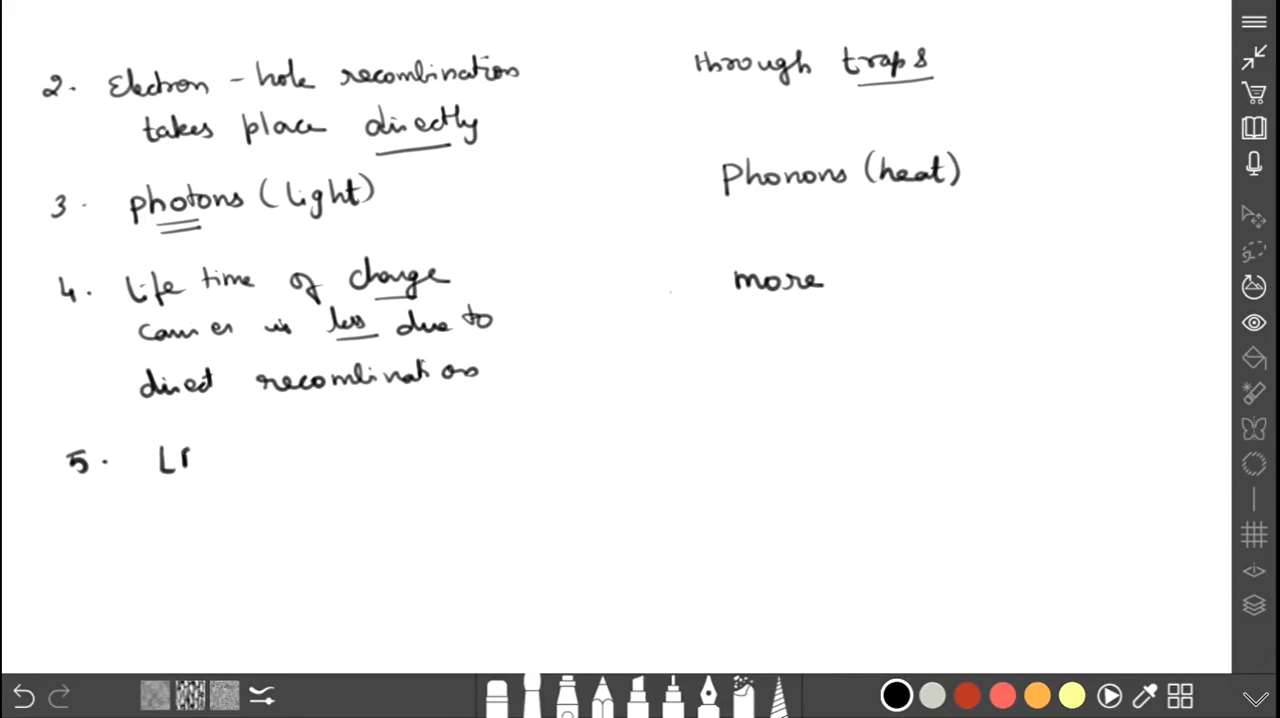 2. Electron - hole recombination
takes place directly
through traps
3. photons (light)
Phonons (heat)
4. Life time of charge
carrier is less due to
direct recombination
more
5. LE